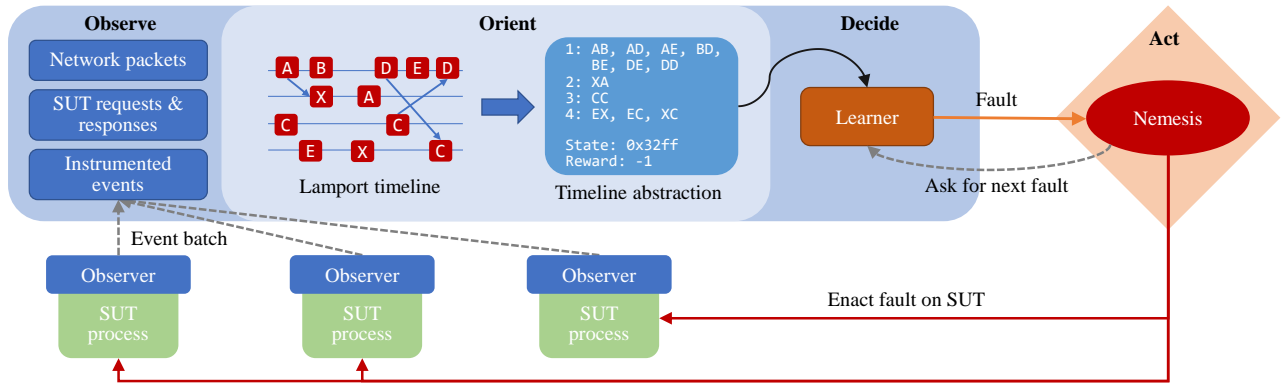 Observe
Orient
Decide
Act
Network packets
SUT requests &
responses
Instrumented
events
A B D E D
X A
C C
E X C
Lamport timeline
1: AB, AD, AE, BD,
BE, DE, DD
2: XA
3: CC
4: EX, EC, XC
State: 0x32ff
Reward: -1
Timeline abstraction
Learner
Fault
Nemesis
Ask for next fault
Event batch
Observer
SUT
process
Observer
SUT
process
Observer
SUT
process
Enact fault on SUT